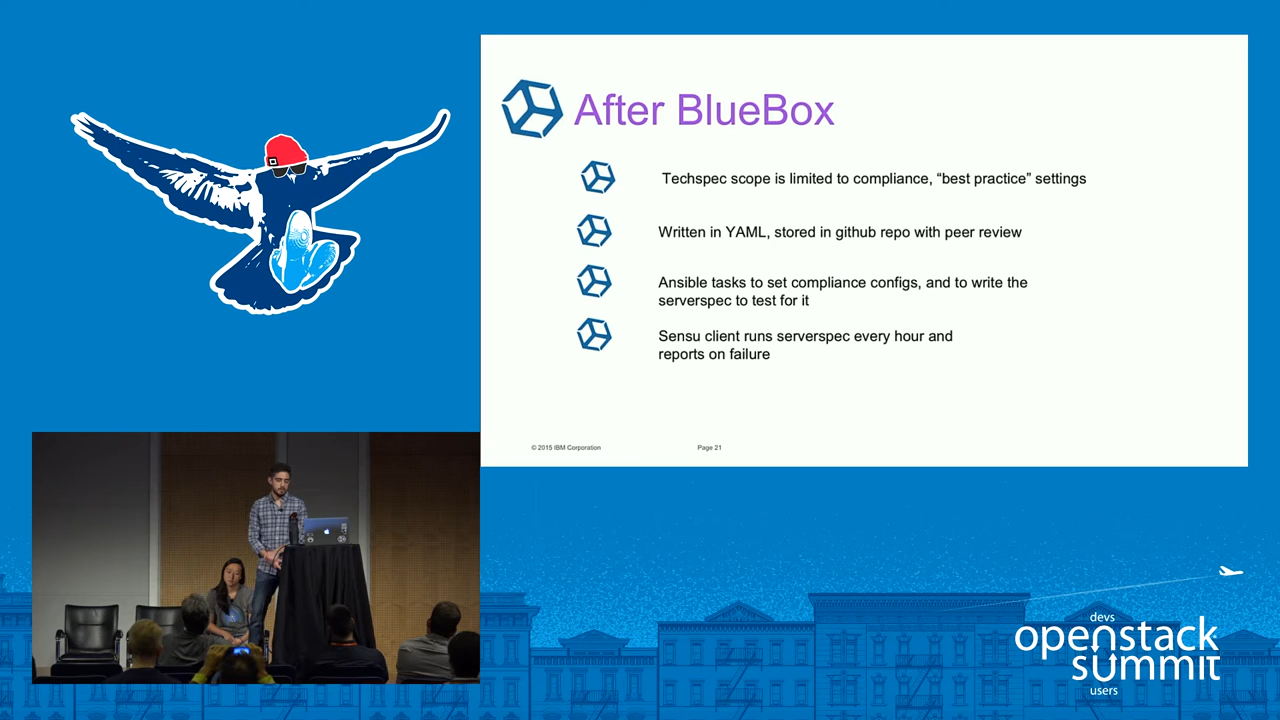 After BlueBox
Techspec scope is limited to compliance, “best practice” settings
Written in YAML, stored in github repo with peer review
Ansible tasks to set compliance configs, and to write the
serverspec to test for it
Sensu client runs serverspec every hour and
reports on failure
© 2015 IBM Corporation
Page 21
devs
openstack
summit
users